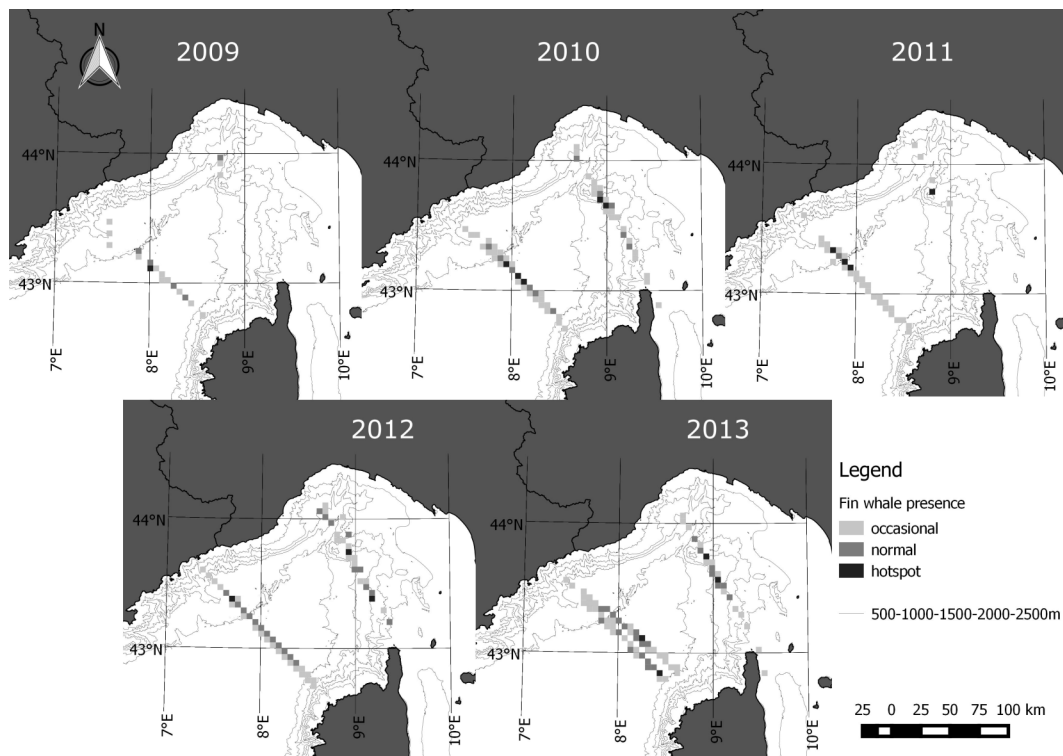 N
2009
2010
2011
44°N
43°N
7°E
8°E
9°E
10°E
44°N
43°N
7°E
8°E
9°E
10°E
44°N
43°N
7°E
8°E
9°E
10°E
2012
2013
44°N
43°N
7°E
8°E
9°E
10°E
44°N
43°N
7°E
8°E
9°E
10°E
Legend
Fin whale presence
occasional
normal
hotspot
500-1000-1500-2000-2500m
25 0 25 50 75 100 km